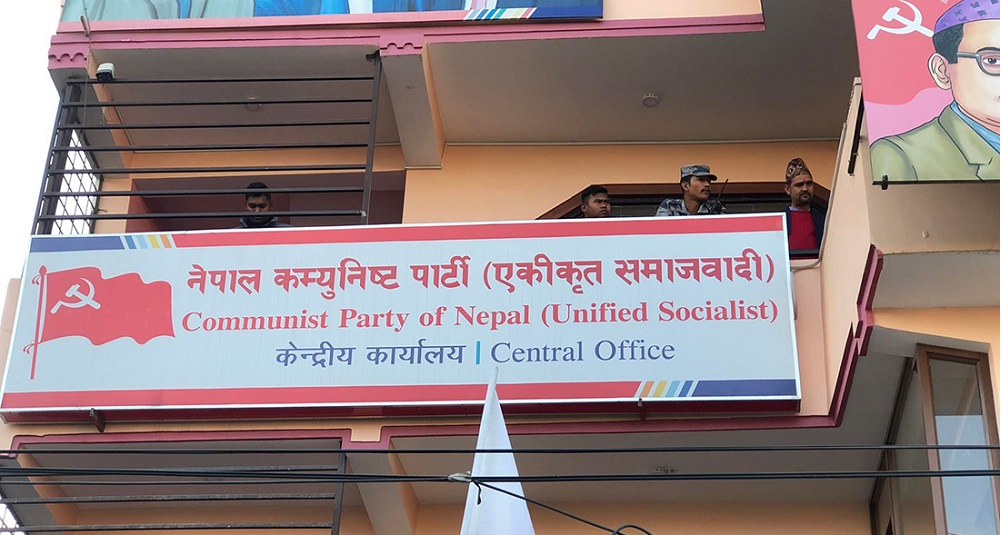 नेपाल कम्युनिष्ट पार्टी (एकीकृत समाजवादी)
Communist Party of Nepal (Unified Socialist)
केन्द्रीय कार्यालय | Central Office